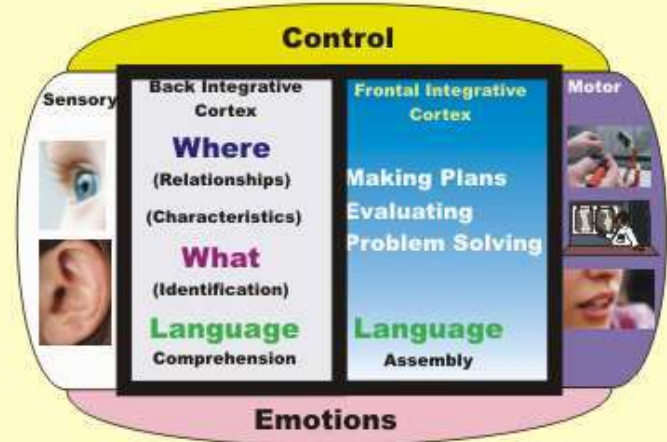 Control
Sensory
Back Integrative
Cortex
Where
(Relationships)
(Characteristics)
What
(Identification)
Language
Comprehension
Frontal Integrative
Cortex
Making Plans
Evaluating
Problem Solving
Language
Assembly
Motor
Emotions